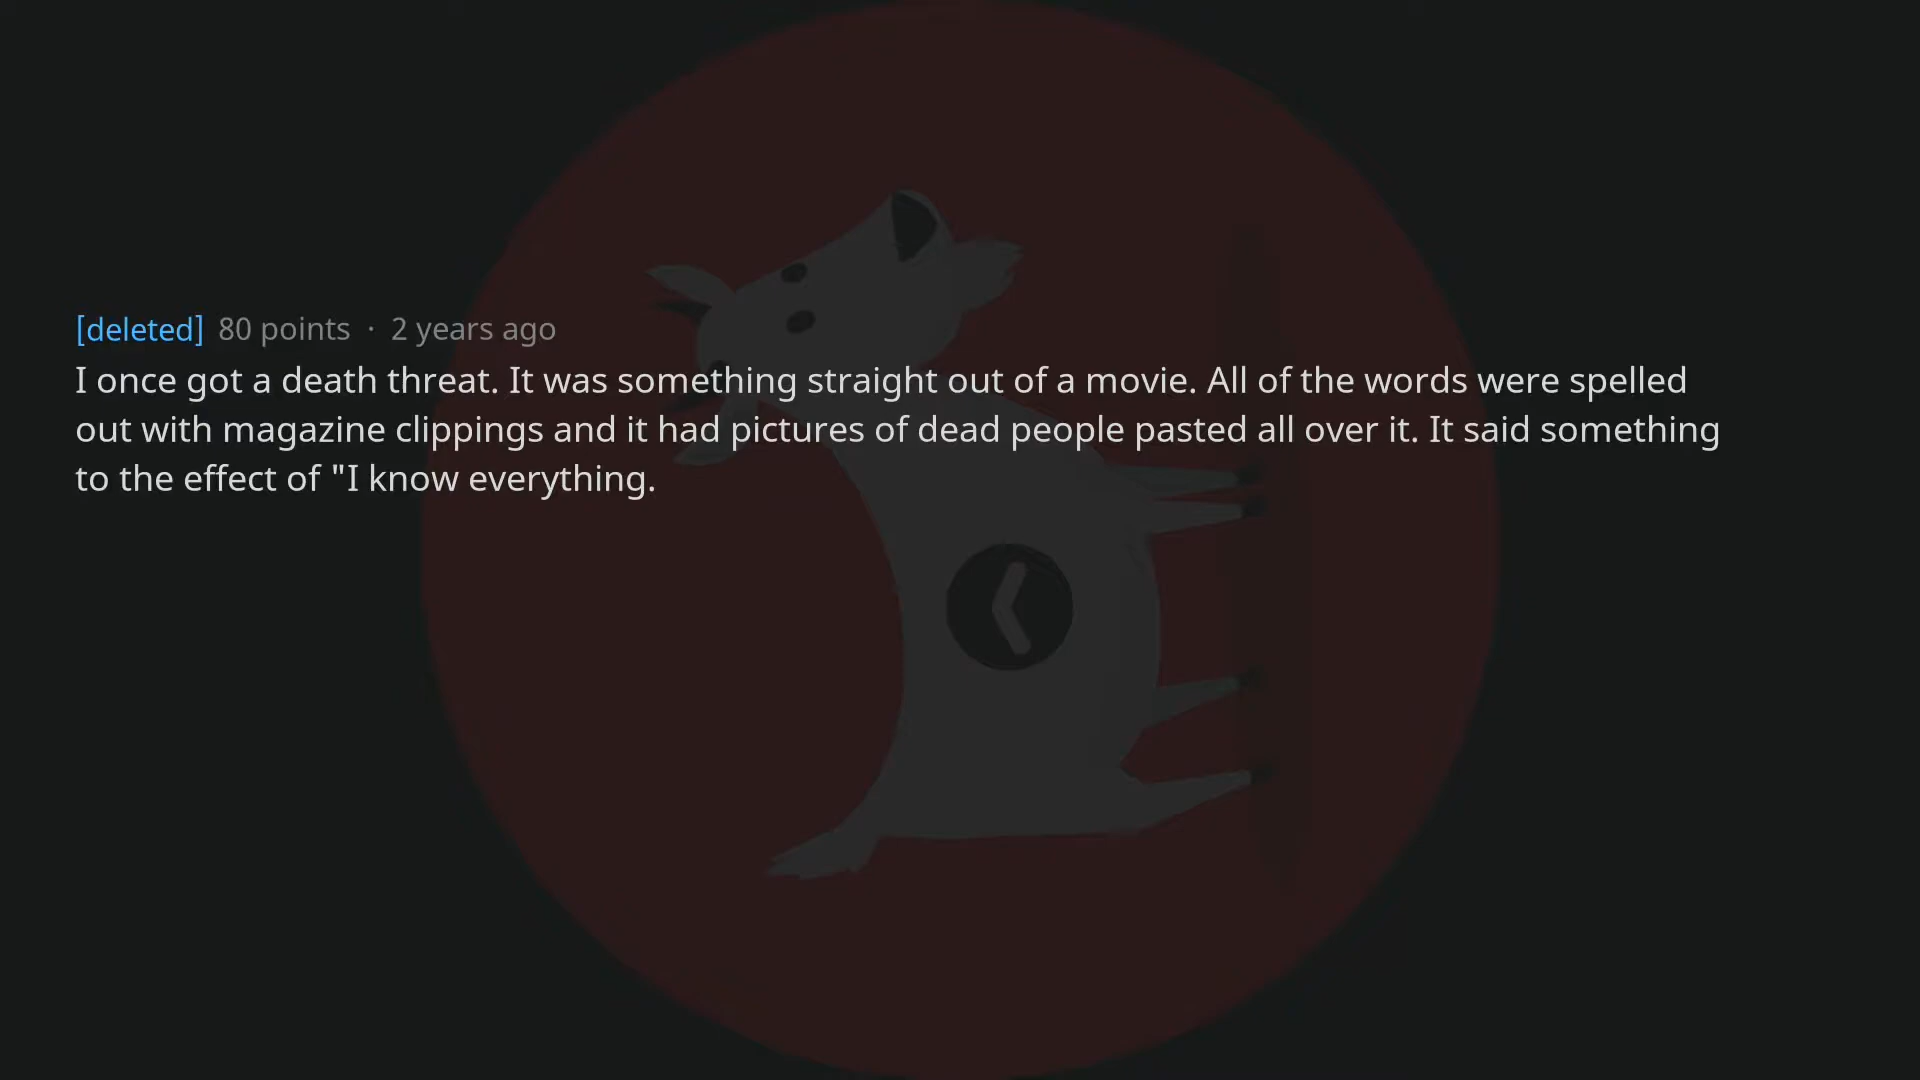 [deleted] 80 points · 2 years ago
I once got a death threat. It was something straight out of a movie. All of the words were spelled
out with magazine clippings and it had pictures of dead people pasted all over it. It said something
to the effect of "I know everything.